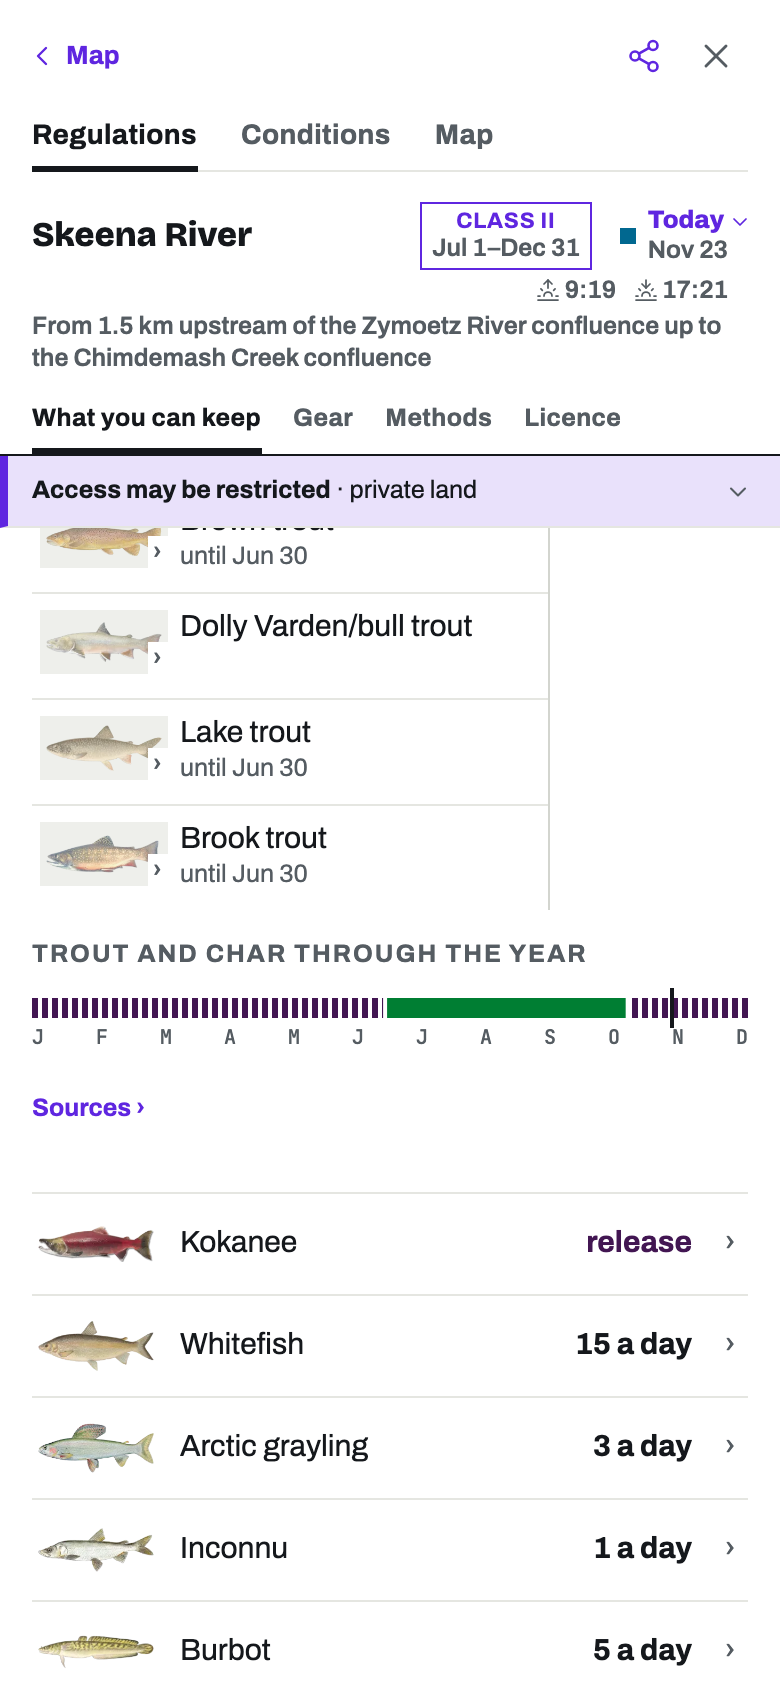 Map
Regulations Conditions Map
Skeena River
CLASS II
Jul 1–Dec 31
Today
Nov 23
9:19 17:21
From 1.5 km upstream of the Zymoetz River confluence up to
the Chimdemash Creek confluence
What you can keep Gear Methods Licence
Access may be restricted · private land
Brown trout
until Jun 30
Dolly Varden/bull trout
Lake trout
until Jun 30
Brook trout
until Jun 30
TROUT AND CHAR THROUGH THE YEAR
J F M A M J J A S O N D
Sources ›
Kokanee release ›
Whitefish 15 a day ›
Arctic grayling 3 a day ›
Inconnu 1 a day ›
Burbot 5 a day ›